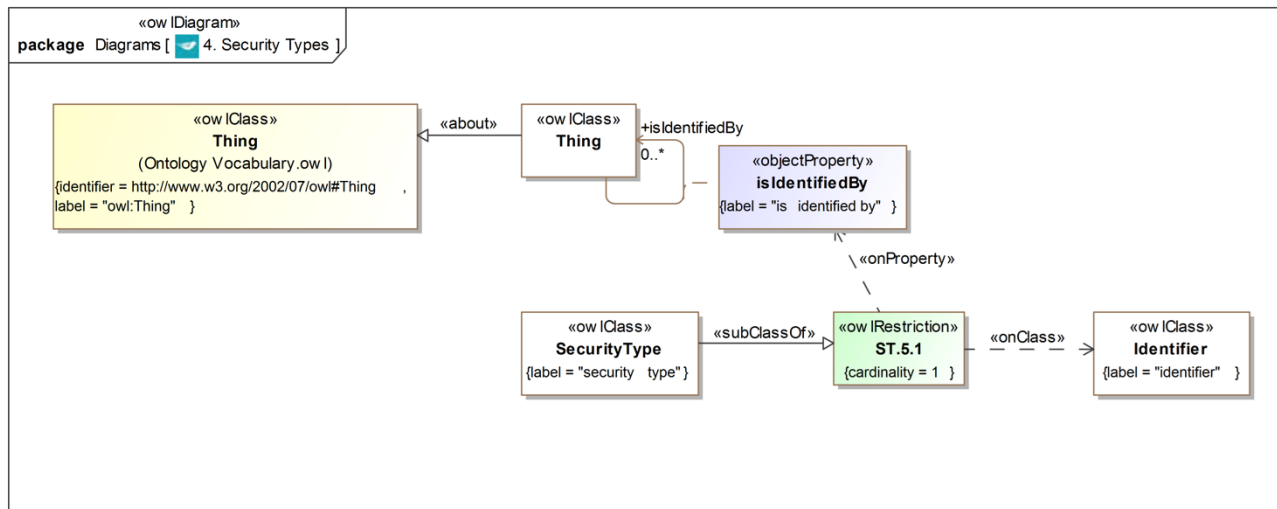 «owlDiagram»
package Diagrams [ 4. Security Types ]
«owlClass»
Thing
(Ontology Vocabulary.owl)
{identifier = http://www.w3.org/2002/07/owl#Thing ,
label = "owl:Thing" }
«about»
«owlClass»
Thing
+isIdentifiedBy
0..*
«objectProperty»
isIdentifiedBy
{label = "is identified by" }
«onProperty»
«owlClass»
SecurityType
{label = "security type"}
«subClassOf»
«owlRestriction»
ST.5.1
{cardinality = 1 }
«onClass»
«owlClass»
Identifier
{label = "identifier" }